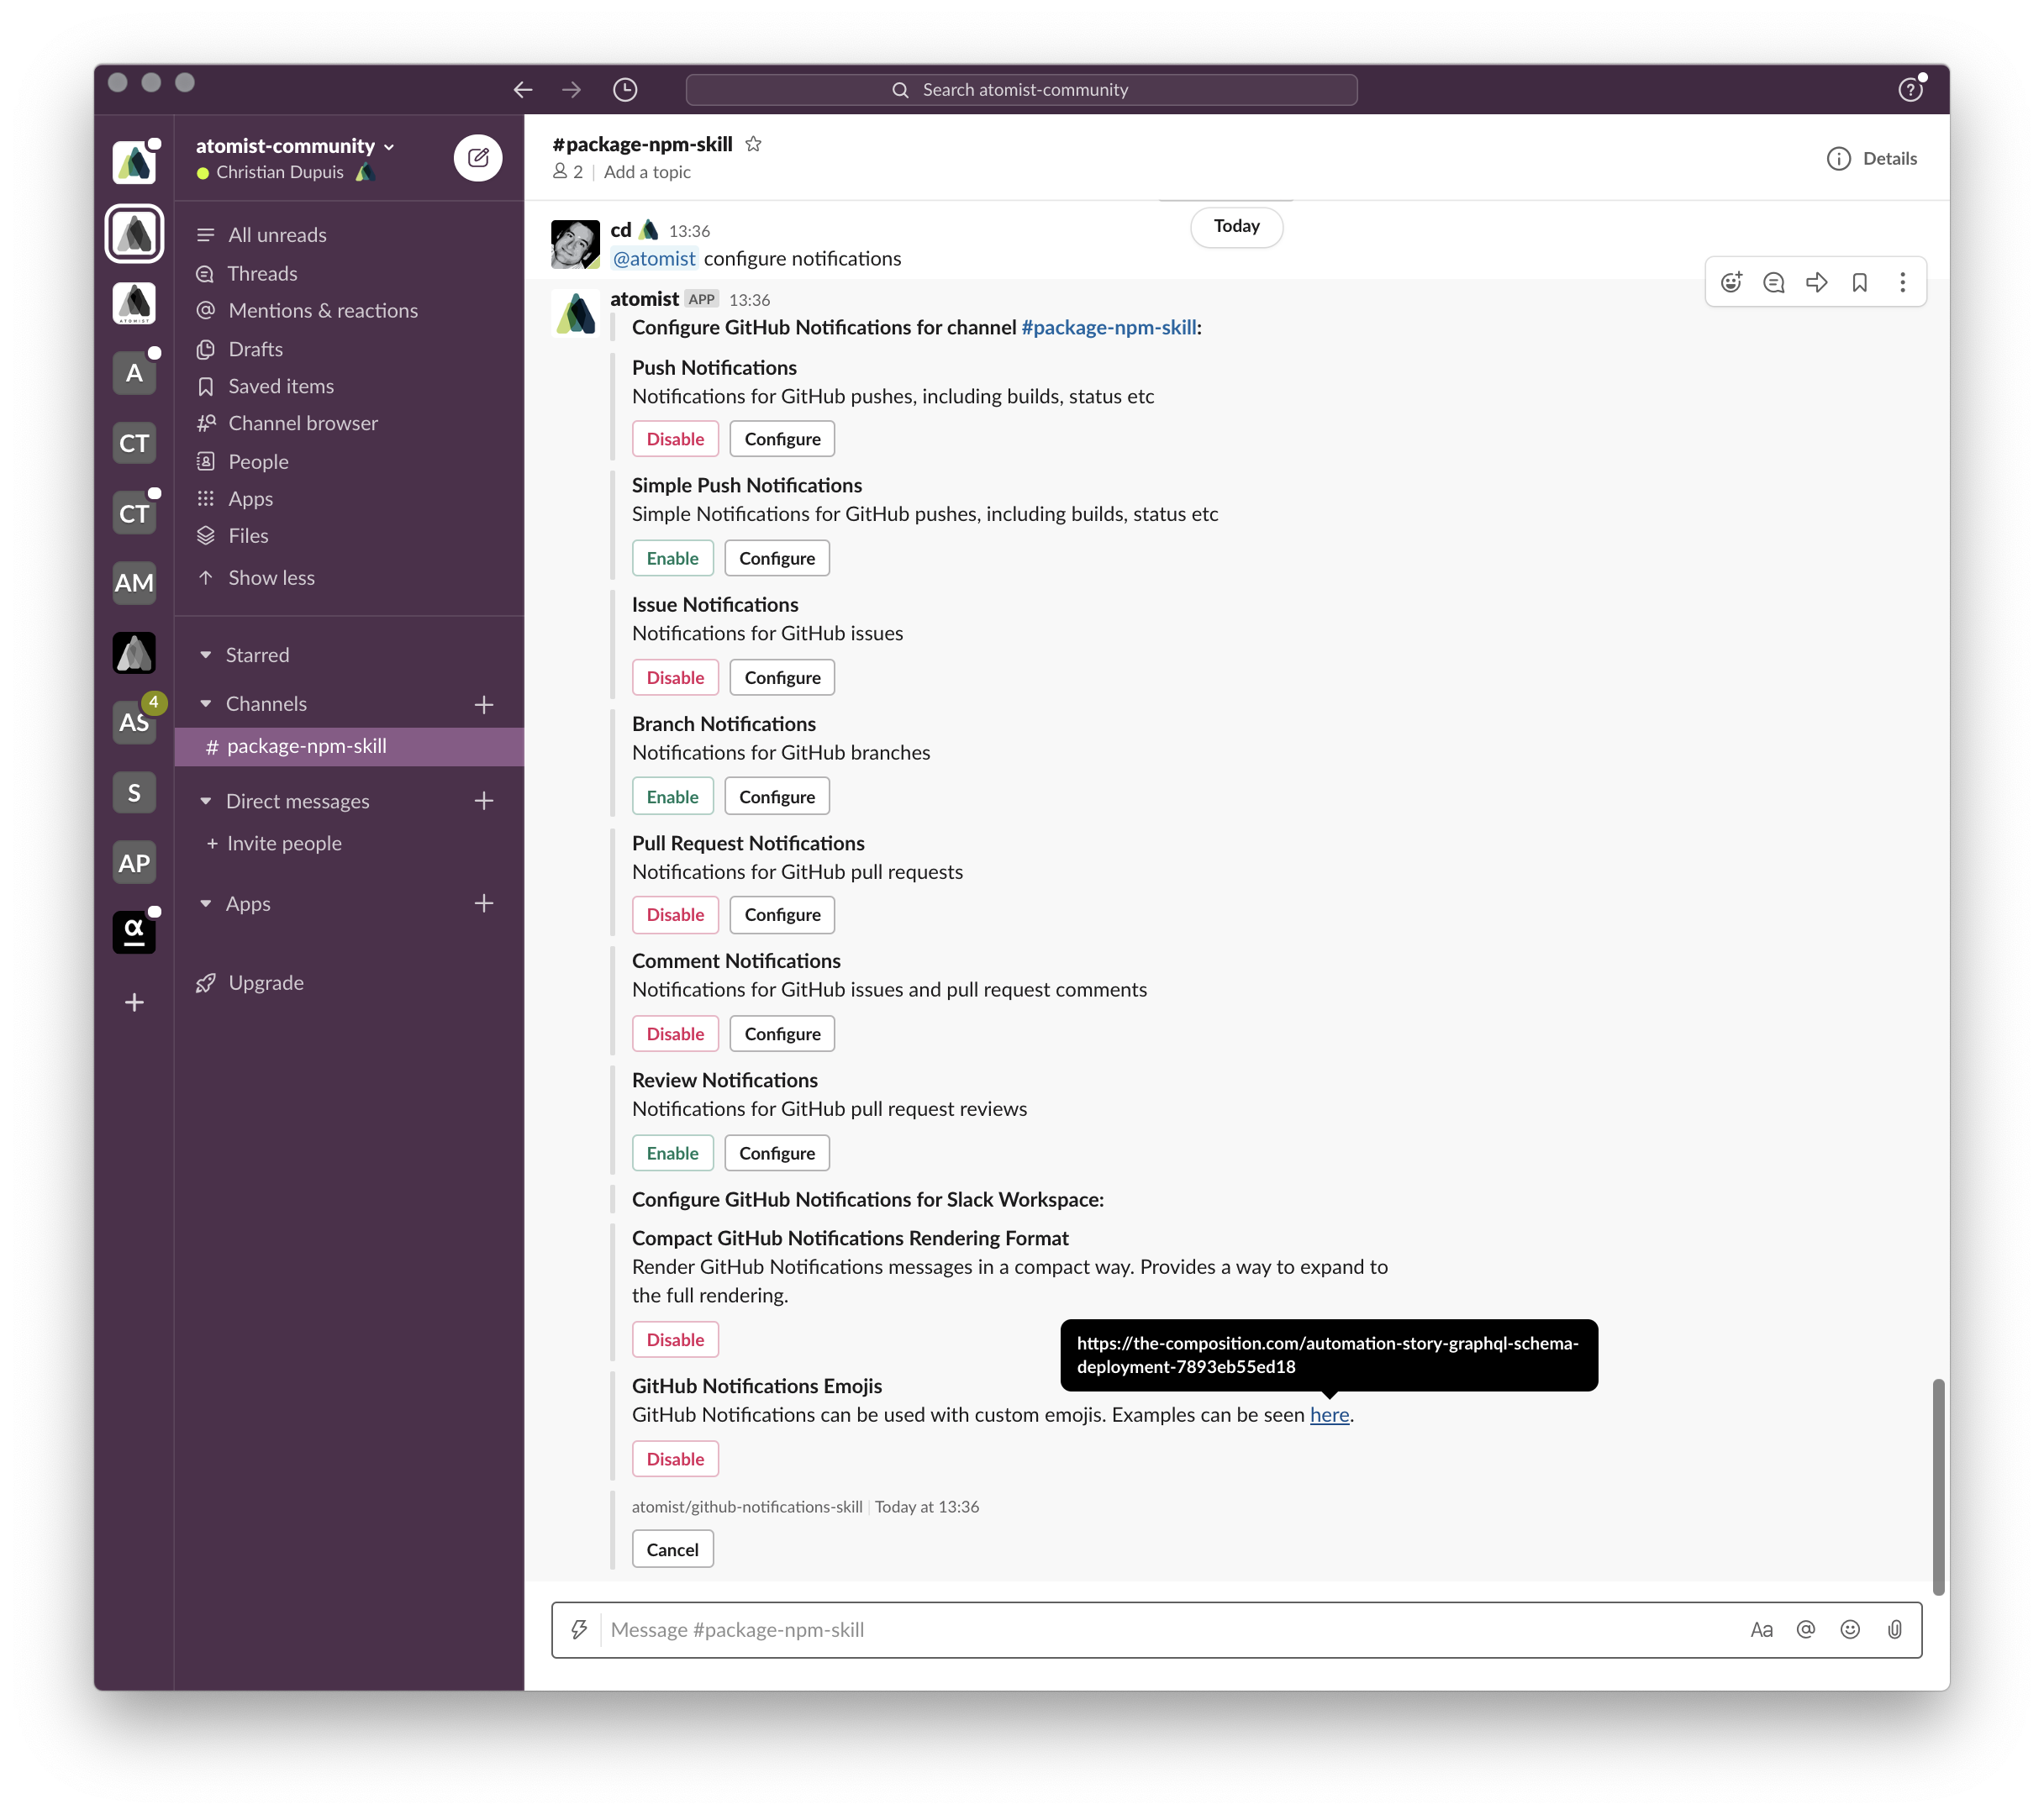 Search atomist-community
atomist-community
Christian Dupuis
All unreads
Threads
Mentions & reactions
Drafts
Saved items
Channel browser
People
Apps
Files
Show less
Starred
Channels
# package-npm-skill
Direct messages
+ Invite people
Apps
Upgrade
ATOMIST
A
CT
CT
AM
AS
4
S
AP
α
#package-npm-skill
2 | Add a topic
Details
Today
cd 13:36
@atomist configure notifications
atomist APP 13:36
Configure GitHub Notifications for channel #package-npm-skill:
Push Notifications
Notifications for GitHub pushes, including builds, status etc
Disable Configure
Simple Push Notifications
Simple Notifications for GitHub pushes, including builds, status etc
Enable Configure
Issue Notifications
Notifications for GitHub issues
Disable Configure
Branch Notifications
Notifications for GitHub branches
Enable Configure
Pull Request Notifications
Notifications for GitHub pull requests
Disable Configure
Comment Notifications
Notifications for GitHub issues and pull request comments
Disable Configure
Review Notifications
Notifications for GitHub pull request reviews
Enable Configure
Configure GitHub Notifications for Slack Workspace:
Compact GitHub Notifications Rendering Format
Render GitHub Notifications messages in a compact way. Provides a way to expand to
the full rendering.
Disable
https://the-composition.com/automation-story-graphql-schema-
deployment-7893eb55ed18
GitHub Notifications Emojis
GitHub Notifications can be used with custom emojis. Examples can be seen here.
Disable
atomist/github-notifications-skill | Today at 13:36
Cancel
Message #package-npm-skill
Aa